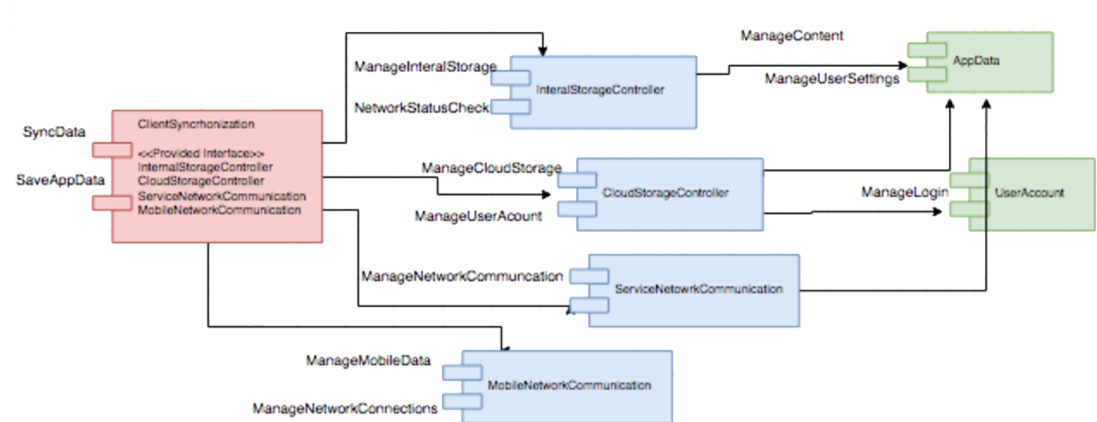 ManageContent
ManageInteralStorage
InteralStorageController
AppData
ManageUserSettings
NetworkStatusCheck
SyncData
ClientSyncrhonization
<<Provided Interface>>
InternalStorageController
CloudStorageController
ServiceNetworkCommunication
MobileNetworkCommunication
SaveAppData
ManageCloudStorage
CloudStorageController
ManageLogin
UserAccount
ManageUserAcount
ManageNetworkCommuncation
ServiceNetowrkCommunication
ManageMobileData
MobileNetworkCommunication
ManageNetworkConnections